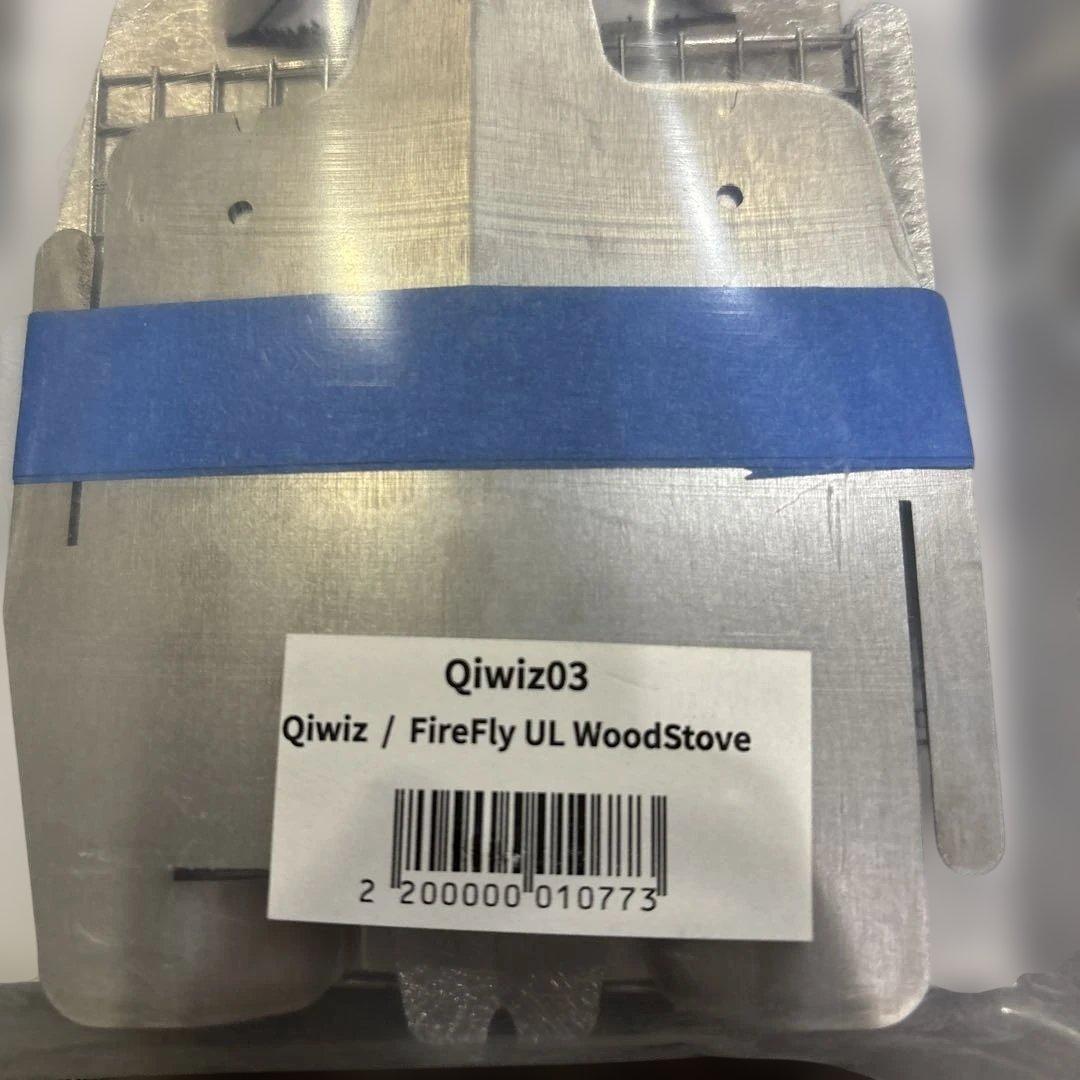 Qiwiz03
Qiwiz / FireFly UL WoodStove
2 200000 010773